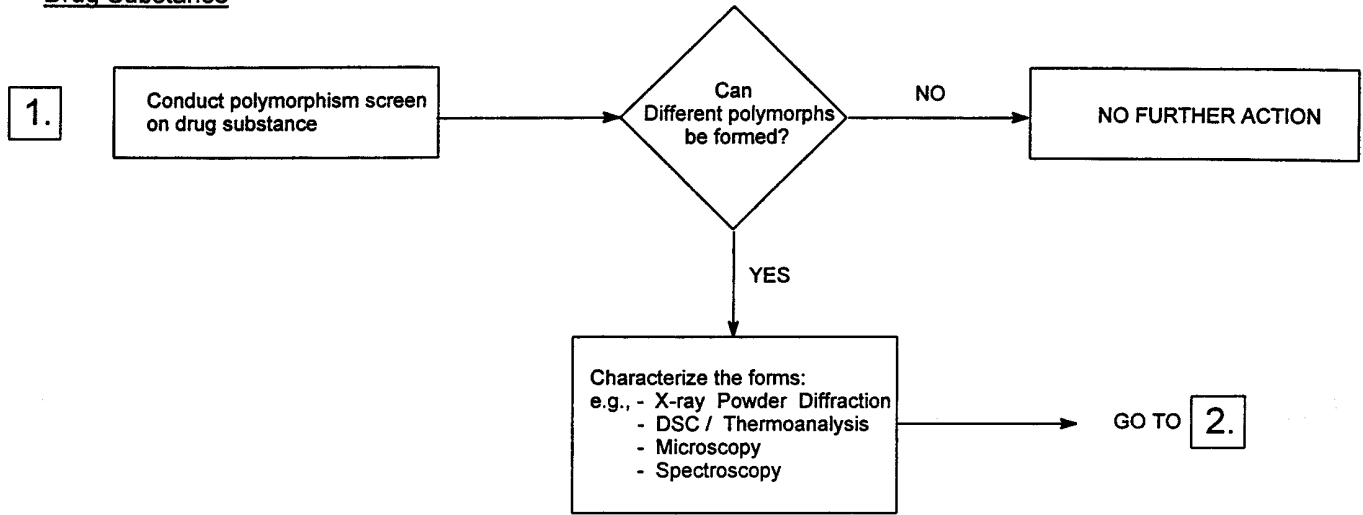 Drug Substance
1.
Conduct polymorphism screen
on drug substance
Can
Different polymorphs
be formed?
NO
NO FURTHER ACTION
YES
Characterize the forms:
e.g., - X-ray Powder Diffraction
- DSC / Thermoanalysis
- Microscopy
- Spectroscopy
GO TO 2.